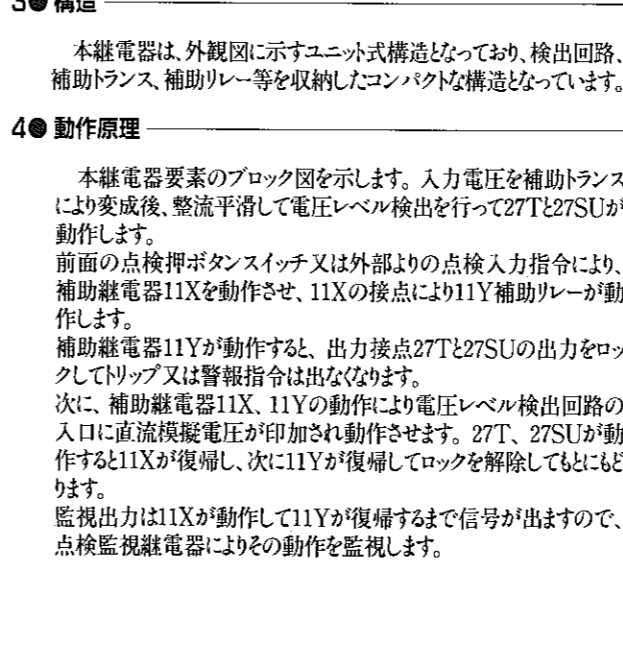 3● 構造
本継電器は、外観図に示すユニット式構造となっており、検出回路、
補助トランス、補助リレー等を収納したコンパクトな構造となっています。
4● 動作原理
本継電器要素のブロック図を示します。入力電圧を補助トランス
により変成後、整流平滑して電圧レベル検出を行って27Tと27SUが
動作します。
前面の点検押ボタンスイッチ又は外部よりの点検入力指令により、
補助継電器11Xを動作させ、11Xの接点により11Y補助リレーが動
作します。
補助継電器11Yが動作すると、出力接点27Tと27SUの出力をロッ
クしてトリップ又は警報指令は出なくなります。
次に、補助継電器11X、11Yの動作により電圧レベル検出回路の
入口に直流模擬電圧が印加され動作させます。27T、27SUが動
作すると11Xが復帰し、次に11Yが復帰してロックを解除してもとにもど
ります。
監視出力は11Xが動作して11Yが復帰するまで信号が出ますので、
点検監視継電器によりその動作を監視します。